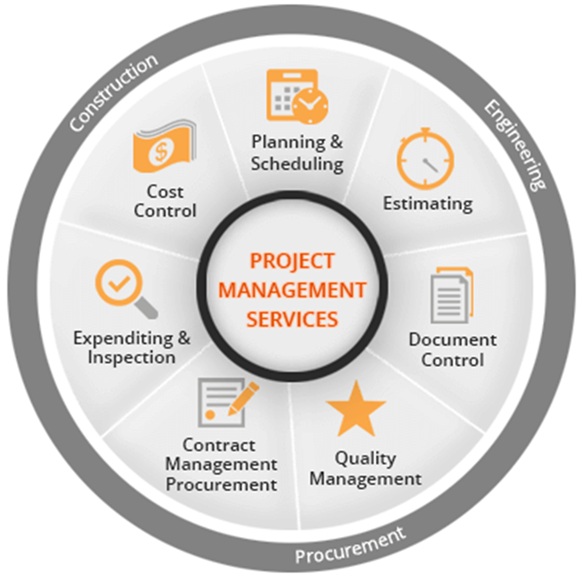 Construction
Engineering
Planning &
Scheduling
Estimating
Cost
Control
PROJECT
MANAGEMENT
SERVICES
Document
Control
Expenditing &
Inspection
Contract
Management
Procurement
Quality
Management
Procurement